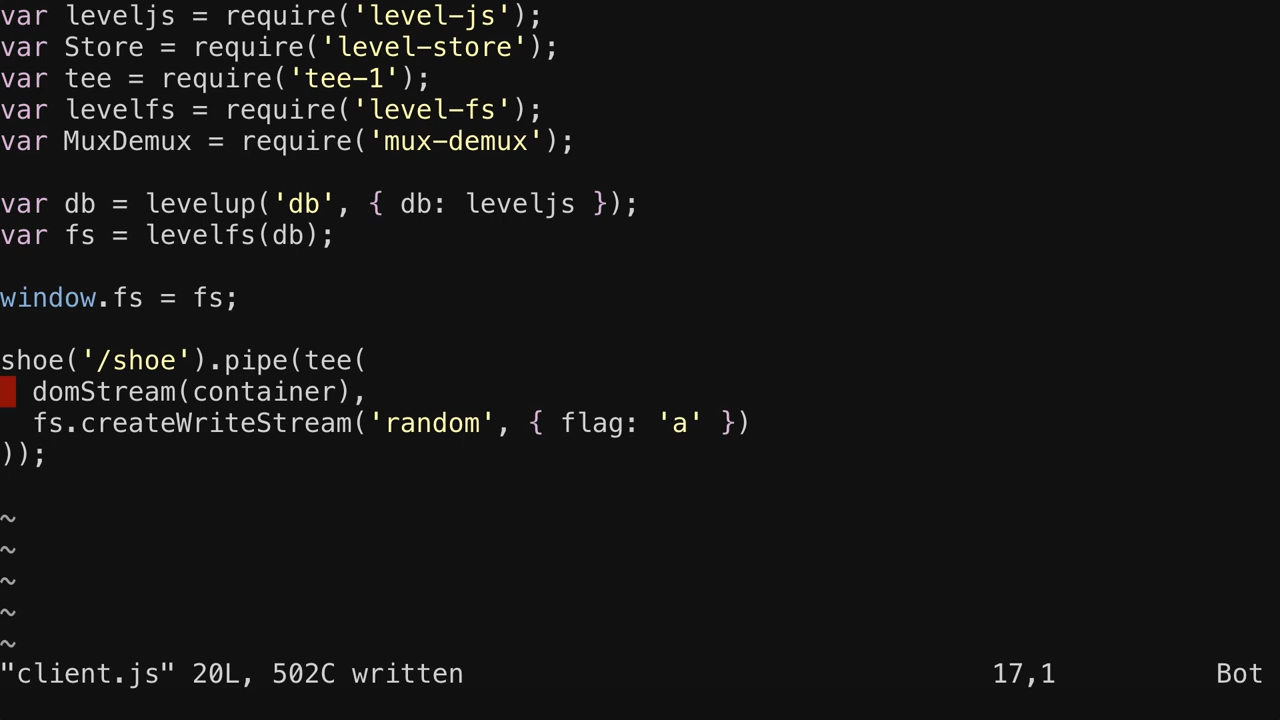 var leveljs = require('level-js');
var Store = require('level-store');
var tee = require('tee-1');
var levelfs = require('level-fs');
var MuxDemux = require('mux-demux');
var db = levelup('db', { db: leveljs });
var fs = levelfs(db);
window.fs = fs;
shoe('/shoe').pipe(tee(
  domStream(container),
  fs.createWriteStream('random', { flag: 'a' })
));
~
~
~
~
~
"client.js" 20L, 502C written 17,1 Bot